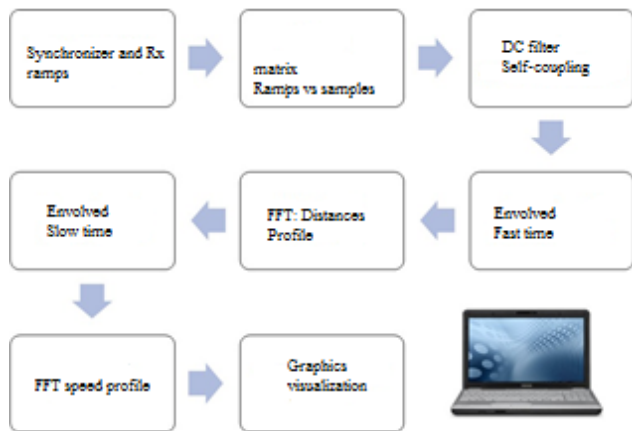 Synchronizer and Rx
ramps
matrix
Ramps vs samples
DC filter
Self-coupling
Envolved
Fast time
FFT: Distances
Profile
Envolved
Slow time
FFT speed profile
Graphics
visualization